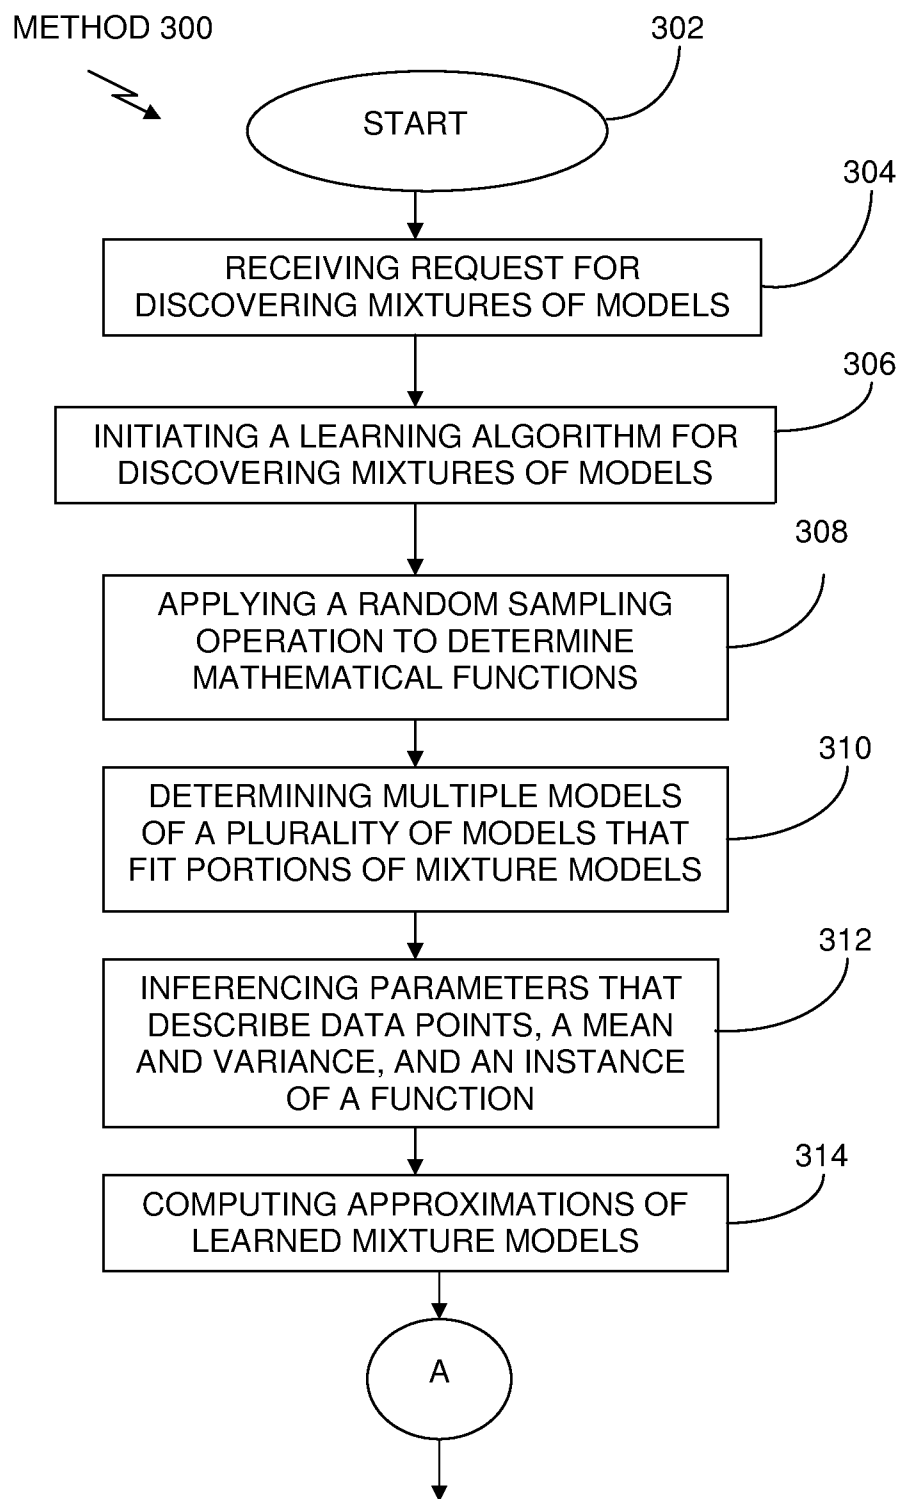 METHOD 300
302
START
304
RECEIVING REQUEST FOR
DISCOVERING MIXTURES OF MODELS
306
INITIATING A LEARNING ALGORITHM FOR
DISCOVERING MIXTURES OF MODELS
308
APPLYING A RANDOM SAMPLING
OPERATION TO DETERMINE
MATHEMATICAL FUNCTIONS
310
DETERMINING MULTIPLE MODELS
OF A PLURALITY OF MODELS THAT
FIT PORTIONS OF MIXTURE MODELS
312
INFERENCING PARAMETERS THAT
DESCRIBE DATA POINTS, A MEAN
AND VARIANCE, AND AN INSTANCE
OF A FUNCTION
314
COMPUTING APPROXIMATIONS OF
LEARNED MIXTURE MODELS
A